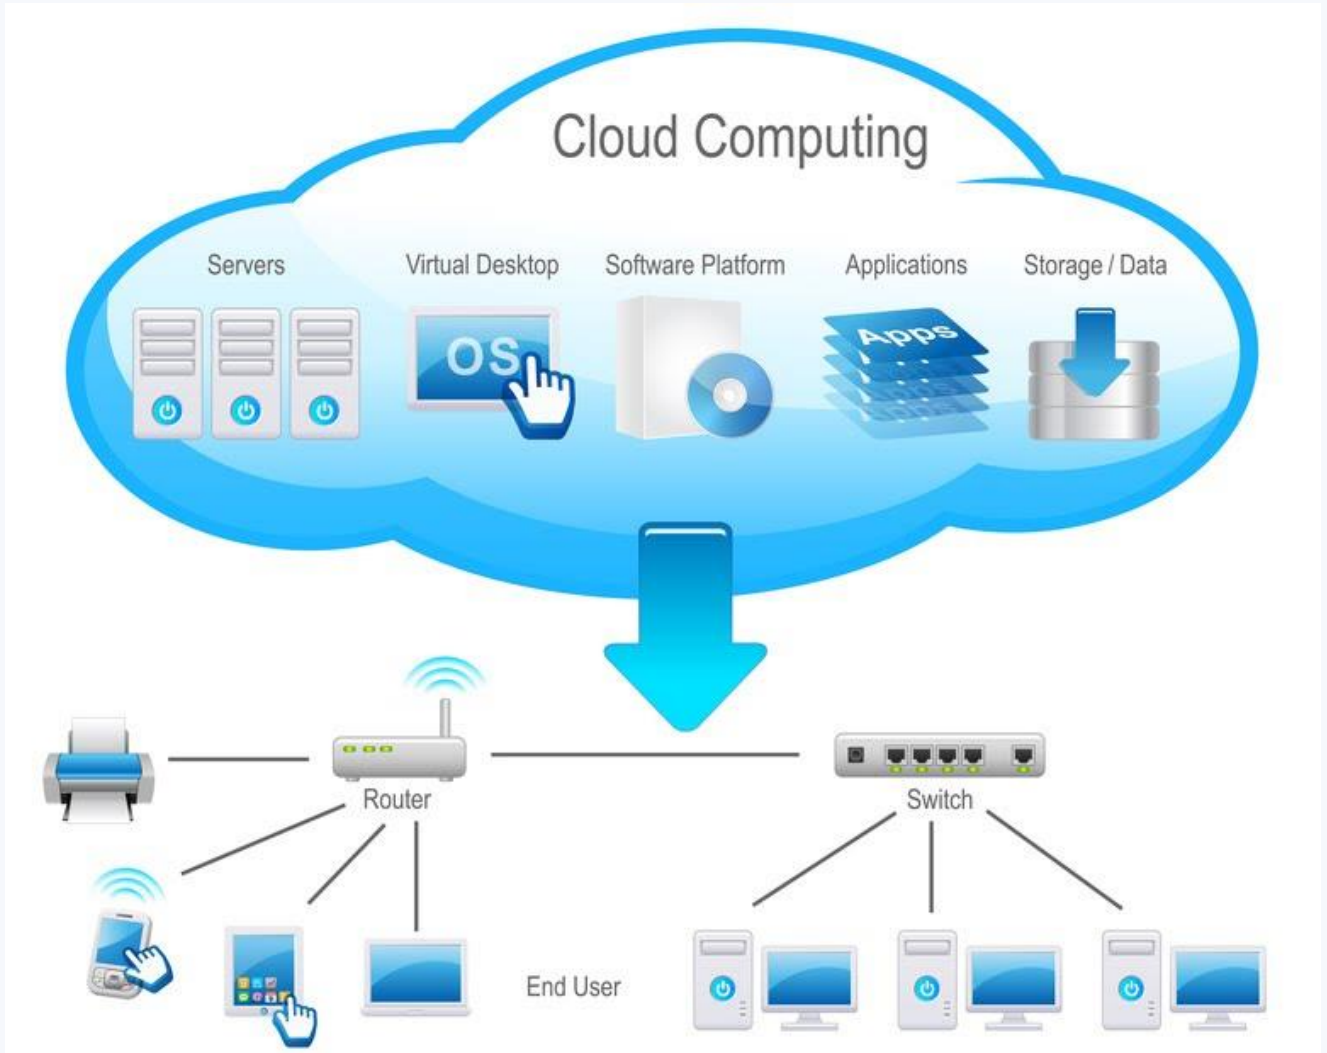 Cloud Computing
Servers
Virtual Desktop
Software Platform
Applications
Storage / Data
OS
Apps
Router
Switch
End User